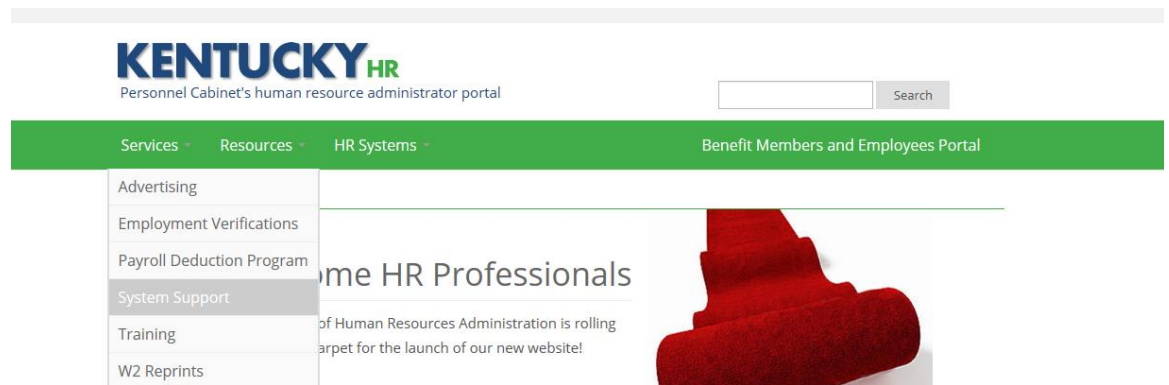 KENTUCKY HR
Personnel Cabinet's human resource administrator portal
Search
Services Resources HR Systems Benefit Members and Employees Portal
Advertising
Employment Verifications
Payroll Deduction Program
System Support
Training
W2 Reprints
ome HR Professionals
of Human Resources Administration is rolling
arpet for the launch of our new website!